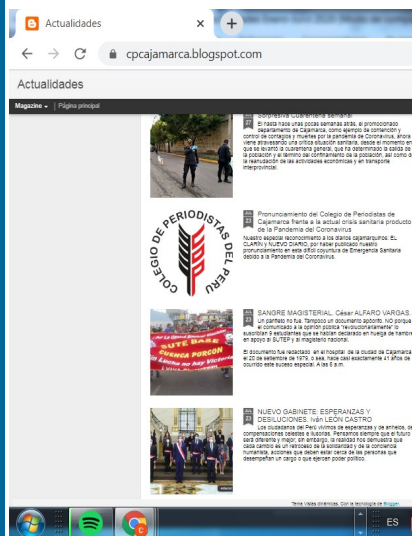 Actualidades
cpcajamarca.blogspot.com
Actualidades
Magazine
Página principal
Sorpresiva Cuarentena semanal
23
El hasta hace unas pocas semanas atrás, el promocionado
departamento de Cajamarca, como ejemplo de contención y
control de contagios y muertes por la pandemia de Coronavirus, ahora
viene atravesando una crítica situación sanitaria, desde el momento en
que se levantó la cuarentena general, que ha determinado la salida de
la población y el término del confinamiento de la población, así como de
la reanudación de las actividades económicas y en transporte
interprovincial.
COLEGIO DE PERIODISTAS DEL PERU
23
Pronunciamiento del Colegio de Periodistas de
Cajamarca frente a la actual crisis sanitaria producto
de la Pandemia del Coronavirus
Nuestro especial reconocimiento a los diarios cajamarquinos: EL
CLARÍN y NUEVO DIARIO, por haber publicado nuestro
pronunciamiento en esta difícil coyuntura de Emergencia Sanitaria
debido a la Pandemia del Coronavirus.
SUTE BASE
CUENCA PORCON
Lucha no hay Victoria
23
SANGRE MAGISTERIAL. César ALFARO VARGAS.
Un panfleto no fue. Tampoco un documento apócrifo. NO porque
el comunicado a la opinión pública "revolucionariamente" lo
suscribían 9 estudiantes que se habían declarado en huelga de hambre
en apoyo al SUTEP y al magisterio nacional.
El documento fue redactado en el hospital de la ciudad de Cajamarca
el 20 de setiembre de 1979, o sea, hace casi exactamente 41 años de
ocurrido este suceso especial. A las 6 a.m.
23
NUEVO GABINETE: ESPERANZAS Y
DESILUCIONES. Iván LEÓN CASTRO
Los ciudadanos del Perú vivimos de esperanzas y de anhelos, de
compensaciones celestes e ilusorias. Pensamos siempre que el futuro
será diferente y mejor, sin embargo, la realidad nos demuestra que
cada cambio es un retroceso de la solidaridad y de la conciencia
humanista, acciones que deben estar cerca de las personas que
desempeñan un cargo o que ejercen poder político.
Tema Vistas dinámicas. Con la tecnología de Blogger.
ES